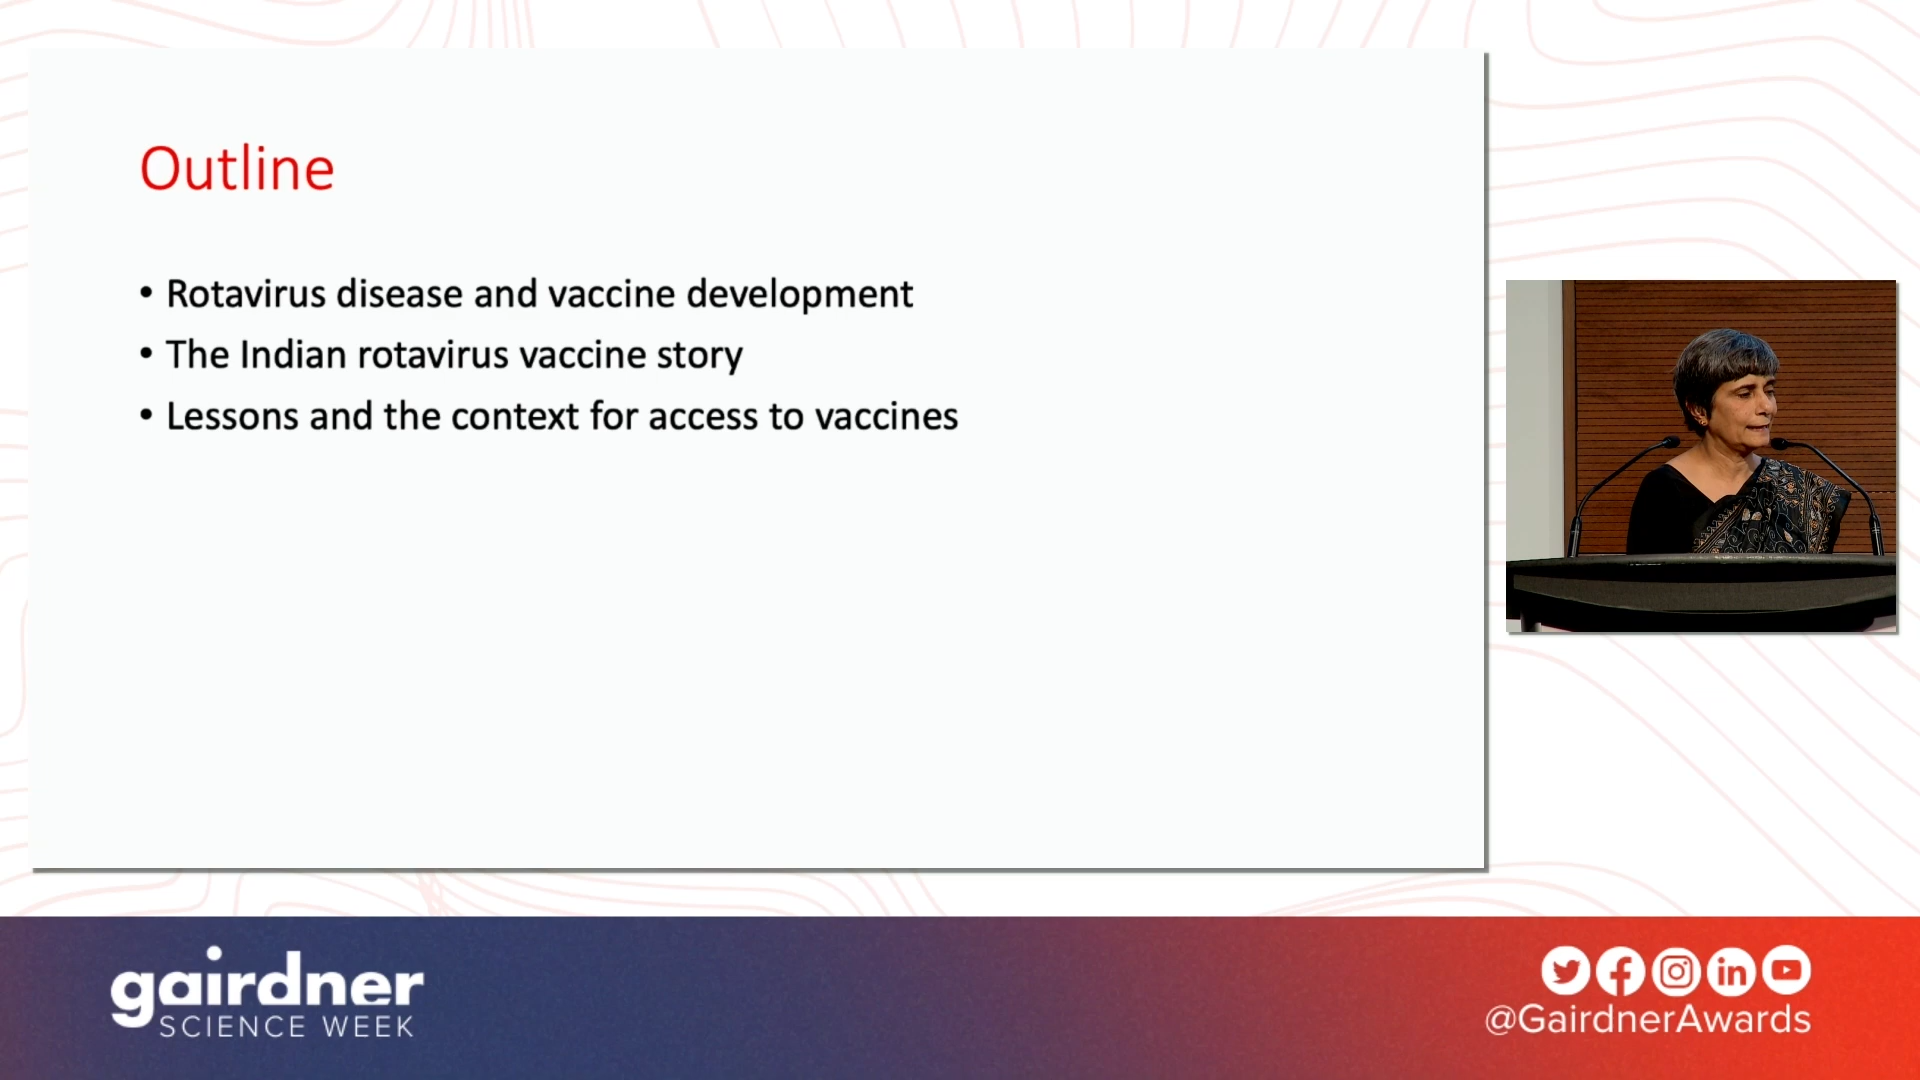 Outline
• Rotavirus disease and vaccine development
• The Indian rotavirus vaccine story
• Lessons and the context for access to vaccines
gairdner
SCIENCE WEEK
@GairdnerAwards